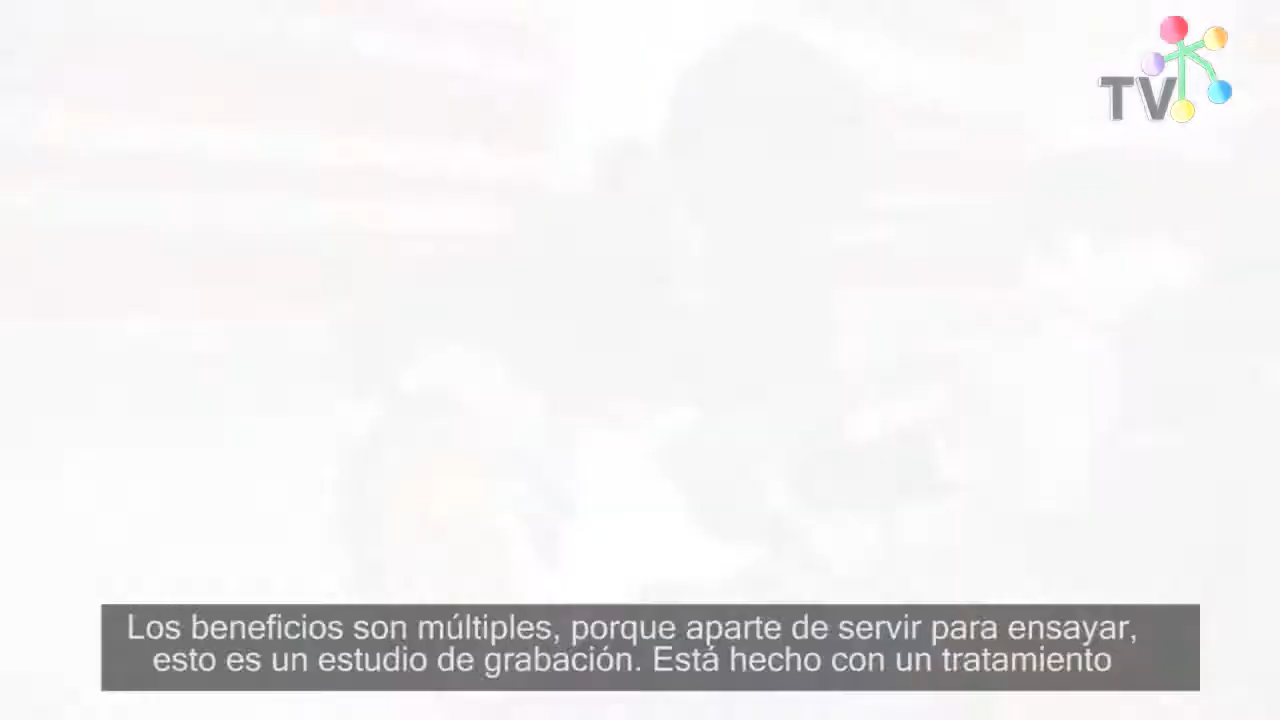 TV
Los beneficios son múltiples, porque aparte de servir para ensayar,
esto es un estudio de grabación. Está hecho con un tratamiento